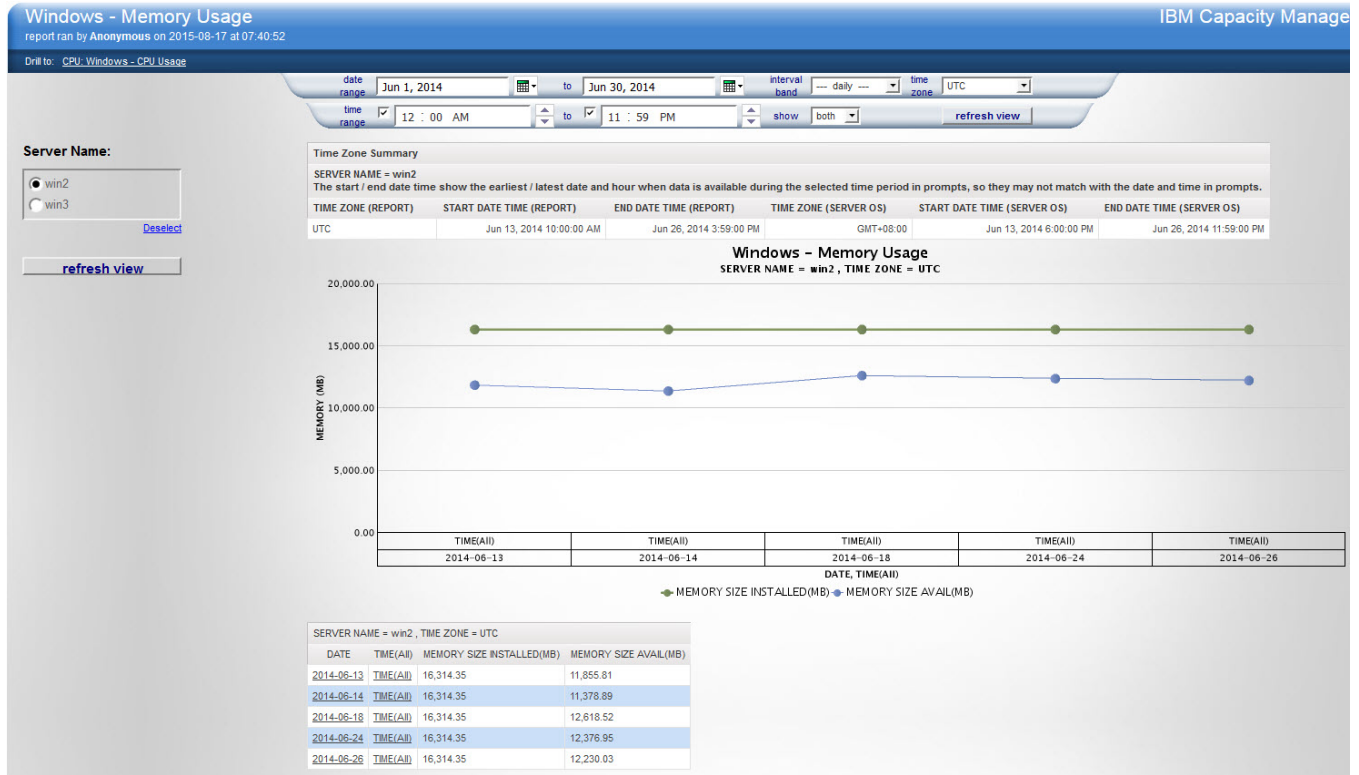 Windows - Memory Usage
IBM Capacity Manage
report ran by Anonymous on 2015-08-17 at 07:40:52
Drill to: CPU: Windows - CPU Usage
date range Jun 1, 2014 to Jun 30, 2014 interval band --- daily --- time zone UTC
time range 12 : 00 AM to 11 : 59 PM show both refresh view
Server Name:
win2
win3
Deselect
refresh view
Time Zone Summary
SERVER NAME = win2
The start / end date time show the earliest / latest date and hour when data is available during the selected time period in prompts, so they may not match with the date and time in prompts.
TIME ZONE (REPORT) START DATE TIME (REPORT) END DATE TIME (REPORT) TIME ZONE (SERVER OS) START DATE TIME (SERVER OS) END DATE TIME (SERVER OS)
UTC Jun 13, 2014 10:00:00 AM Jun 26, 2014 3:59:00 PM GMT+08:00 Jun 13, 2014 6:00:00 PM Jun 26, 2014 11:59:00 PM
Windows - Memory Usage
SERVER NAME = win2 , TIME ZONE = UTC
20,000.00
15,000.00
10,000.00
5,000.00
0.00
MEMORY (MB)
TIME(All) TIME(All) TIME(All) TIME(All) TIME(All)
2014-06-13 2014-06-14 2014-06-18 2014-06-24 2014-06-26
DATE, TIME(All)
MEMORY SIZE INSTALLED(MB) MEMORY SIZE AVAIL(MB)
SERVER NAME = win2 , TIME ZONE = UTC
DATE TIME(All) MEMORY SIZE INSTALLED(MB) MEMORY SIZE AVAIL(MB)
2014-06-13 TIME(All) 16,314.35 11,855.81
2014-06-14 TIME(All) 16,314.35 11,378.89
2014-06-18 TIME(All) 16,314.35 12,618.52
2014-06-24 TIME(All) 16,314.35 12,376.95
2014-06-26 TIME(All) 16,314.35 12,230.03